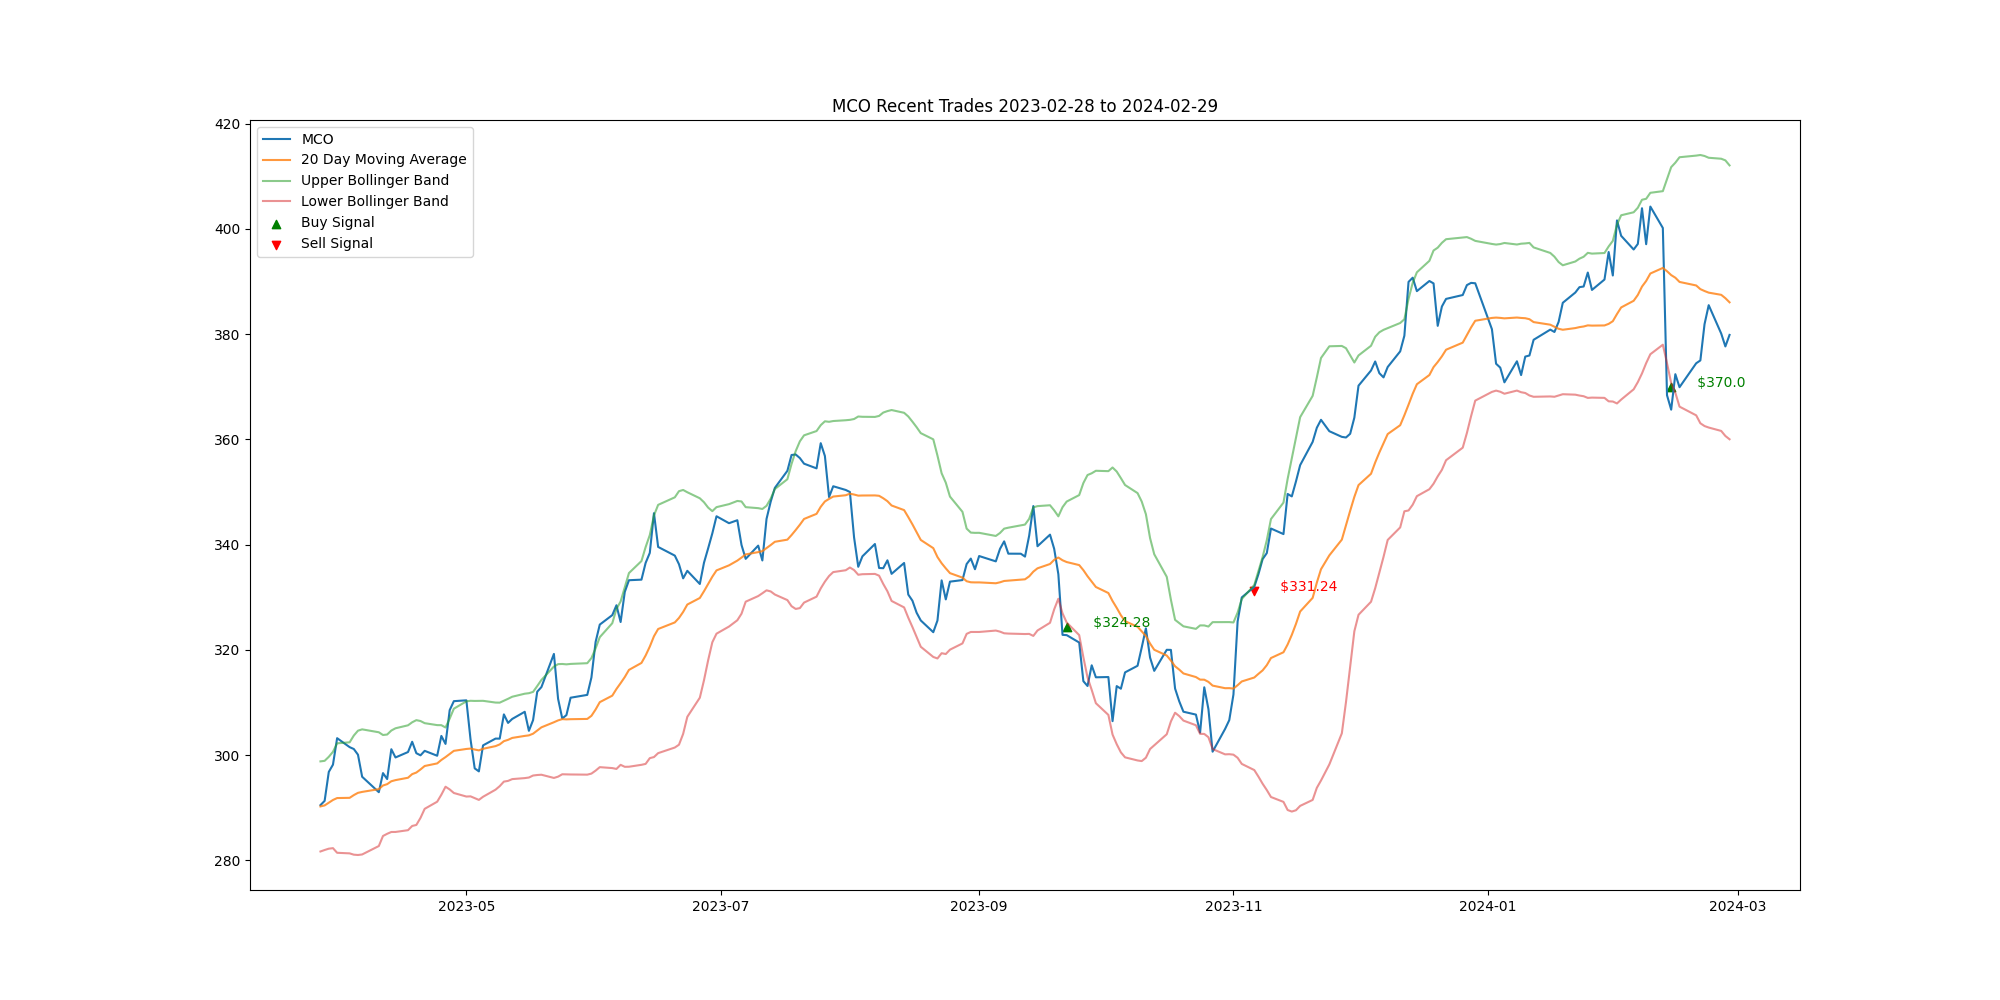 MCO Recent Trades 2023-02-28 to 2024-02-29
420
400
380
360
340
320
300
280
MCO
20 Day Moving Average
Upper Bollinger Band
Lower Bollinger Band
Buy Signal
Sell Signal
$370.0
$331.24
$324.28
2023-05
2023-07
2023-09
2023-11
2024-01
2024-03